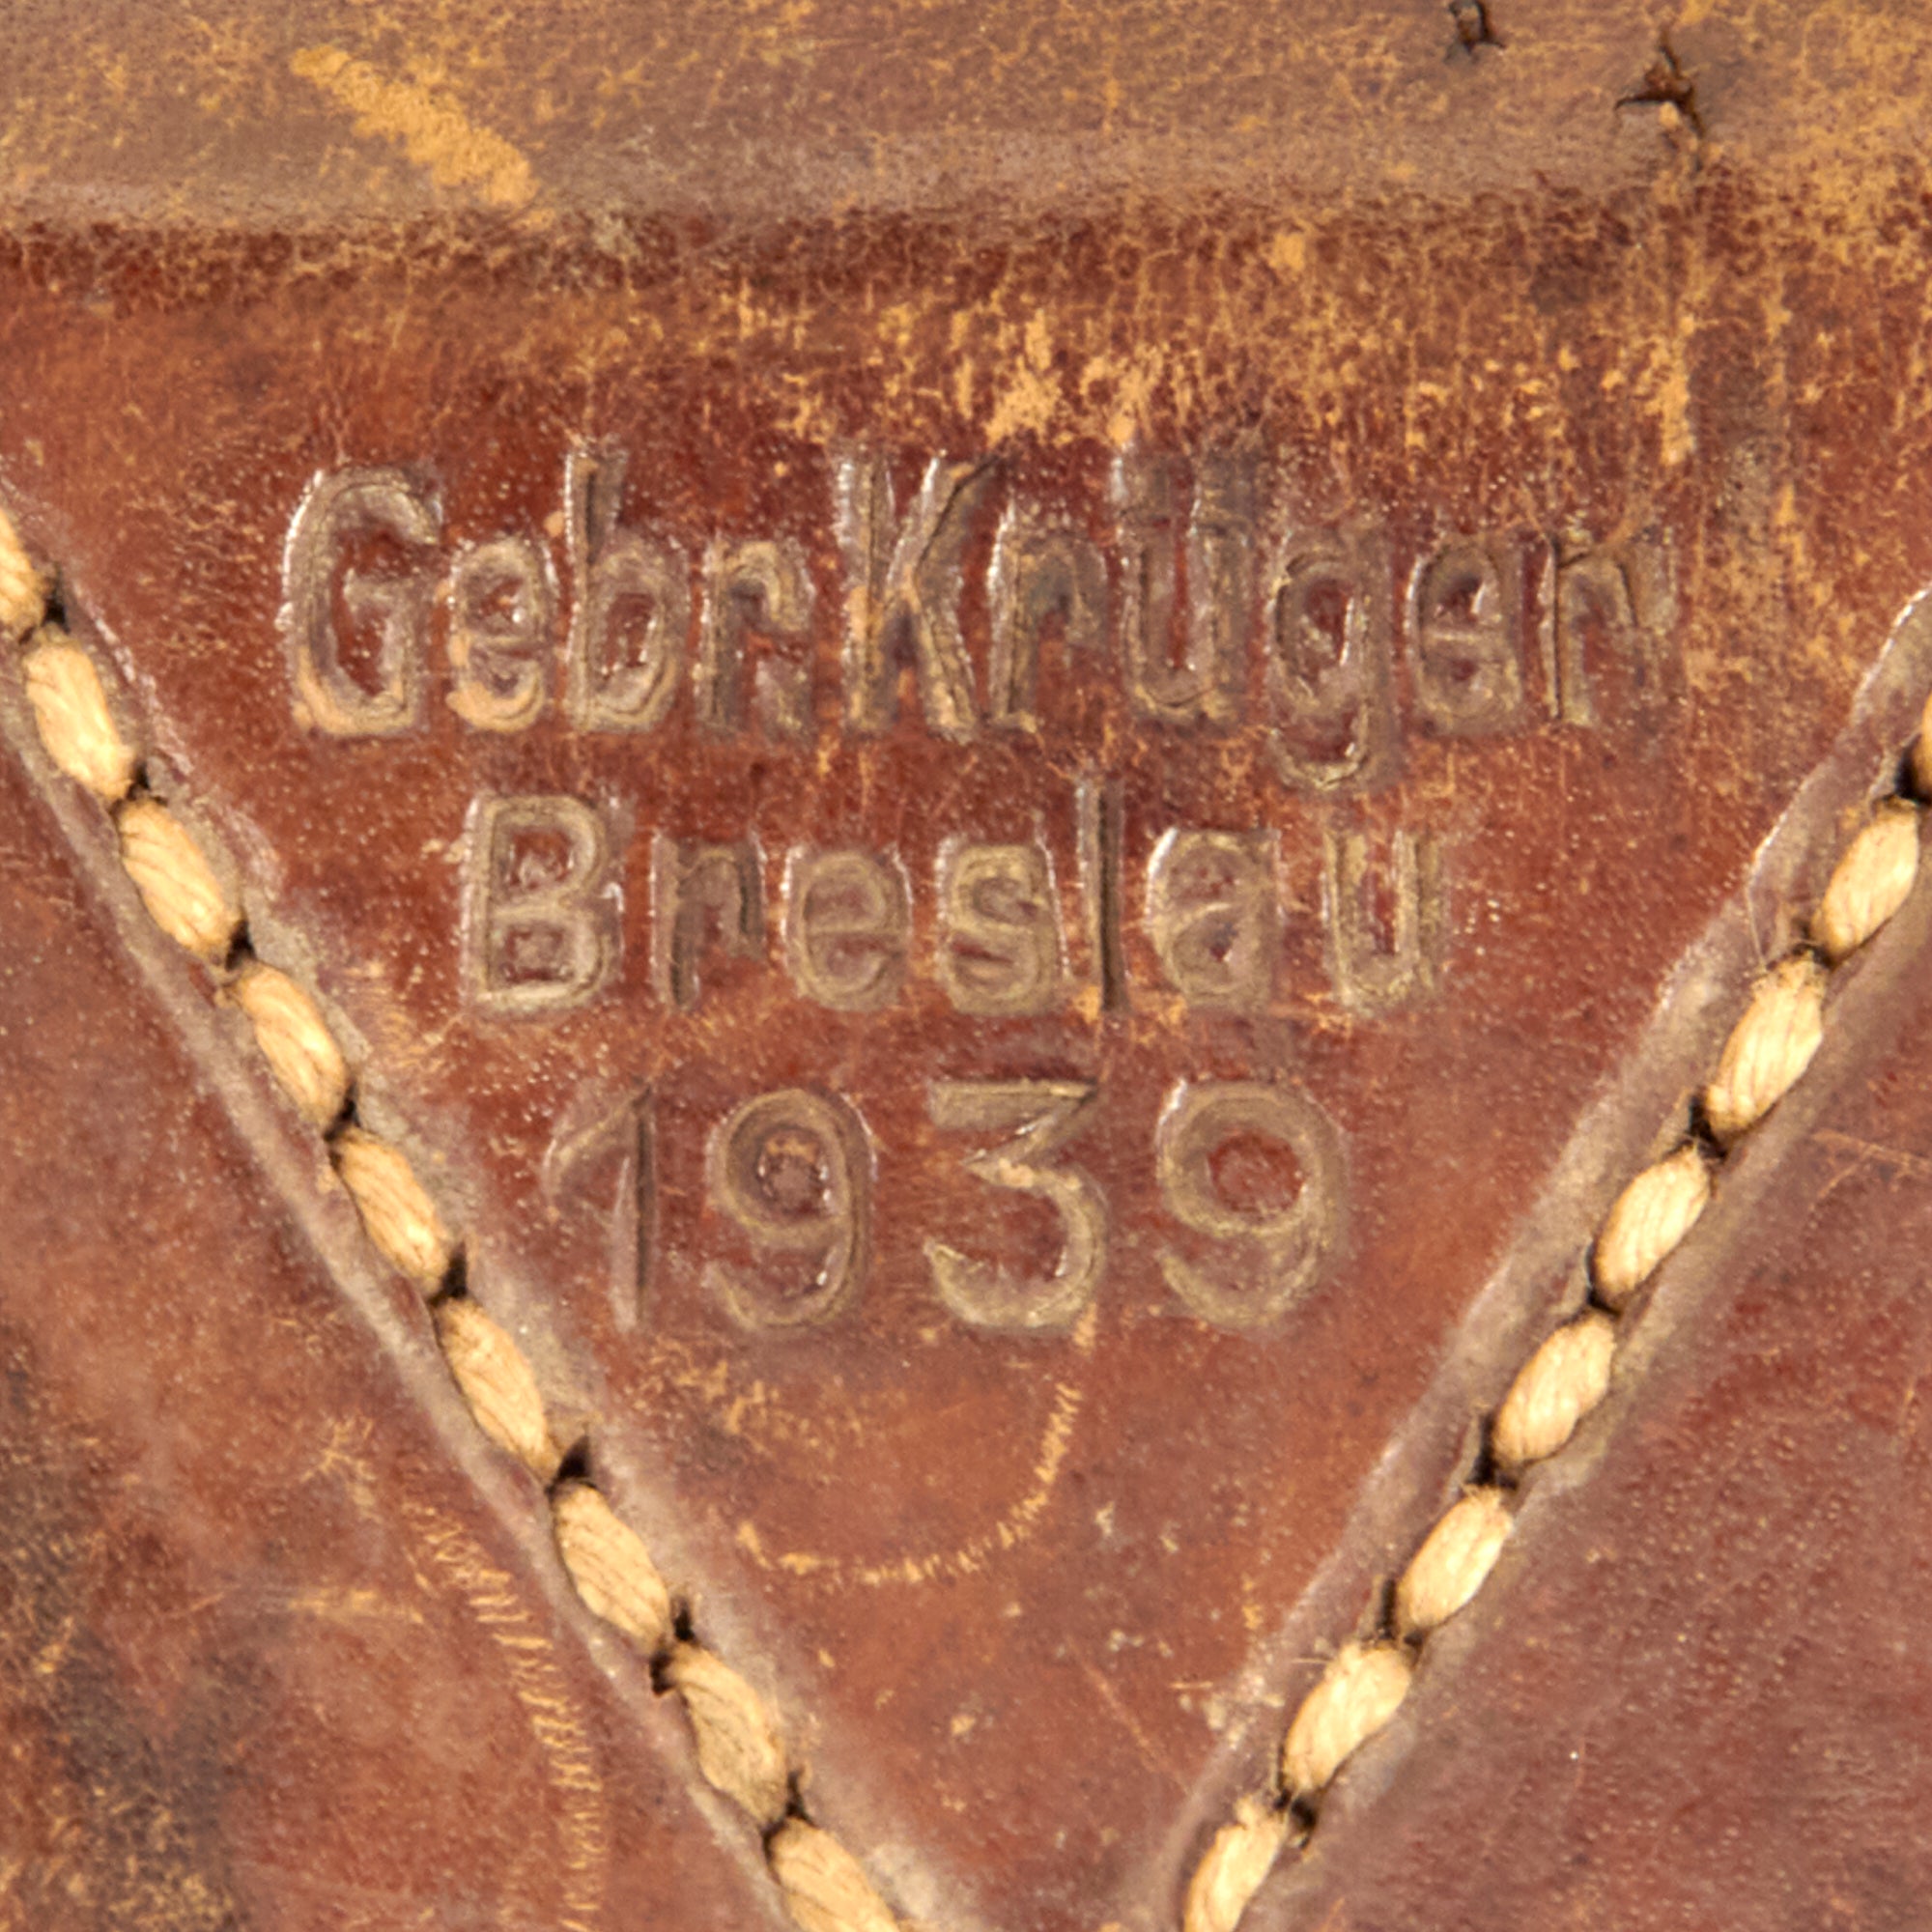 Gebr. Krüger
Breslau
1939